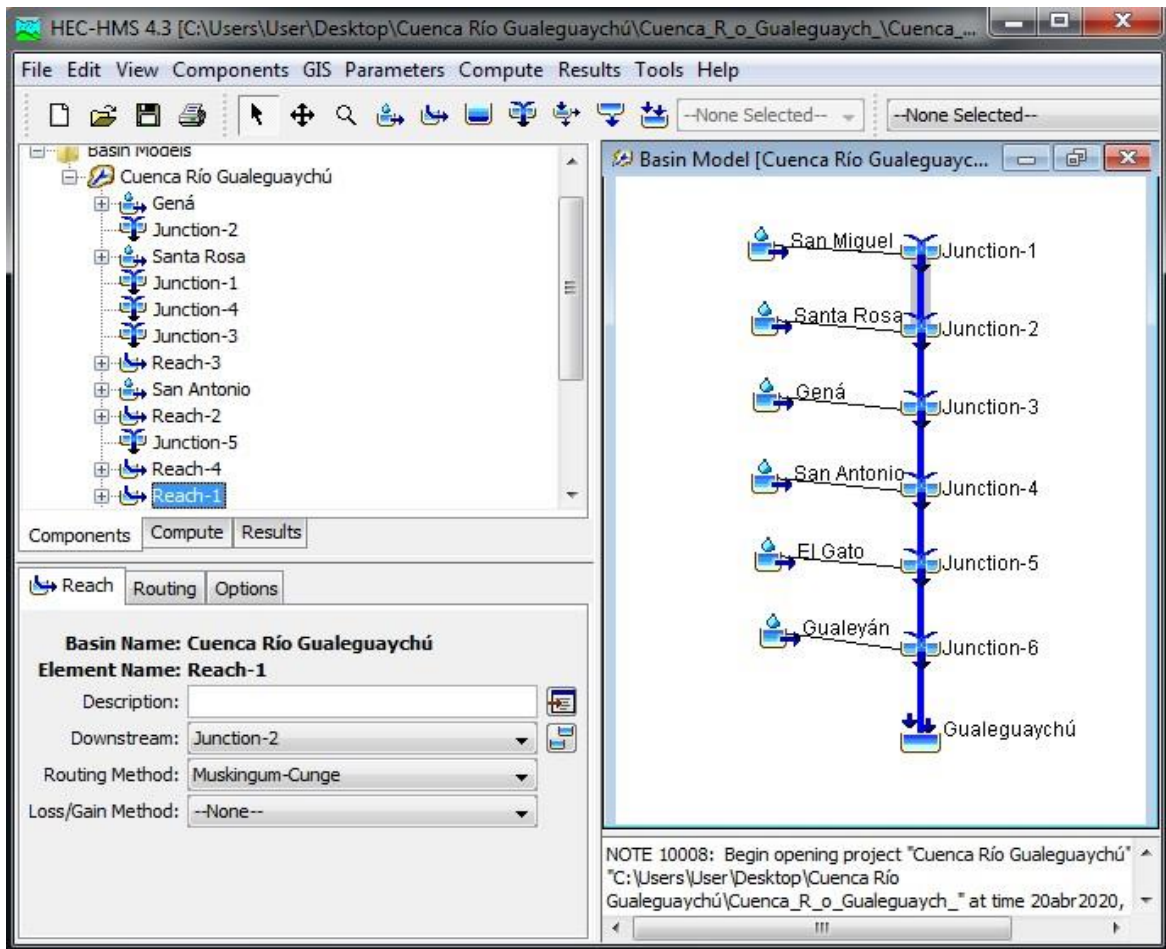 HEC-HMS 4.3 [C:\Users\User\Desktop\Cuenca Río Gualeguaychú\Cuenca_R_o_Gualeguaych_\Cuenca_...
File Edit View Components GIS Parameters Compute Results Tools Help
--None Selected-- --None Selected--
Basin Models
Cuenca Río Gualeguaychú
Gená
Junction-2
Santa Rosa
Junction-1
Junction-4
Junction-3
Reach-3
San Antonio
Reach-2
Junction-5
Reach-4
Reach-1
Components Compute Results
Reach Routing Options
Basin Name: Cuenca Río Gualeguaychú
Element Name: Reach-1
Description:
Downstream: Junction-2
Routing Method: Muskingum-Cunge
Loss/Gain Method: --None--
Basin Model [Cuenca Río Gualeguayc...
San Miguel Junction-1
Santa Rosa Junction-2
Gená Junction-3
San Antonio Junction-4
El Gato Junction-5
Gualeyán Junction-6
Gualeguaychú
NOTE 10008: Begin opening project "Cuenca Río Gualeguaychú"
"C:\Users\User\Desktop\Cuenca Río
Gualeguaychú\Cuenca_R_o_Gualeguaych_" at time 20abr2020,